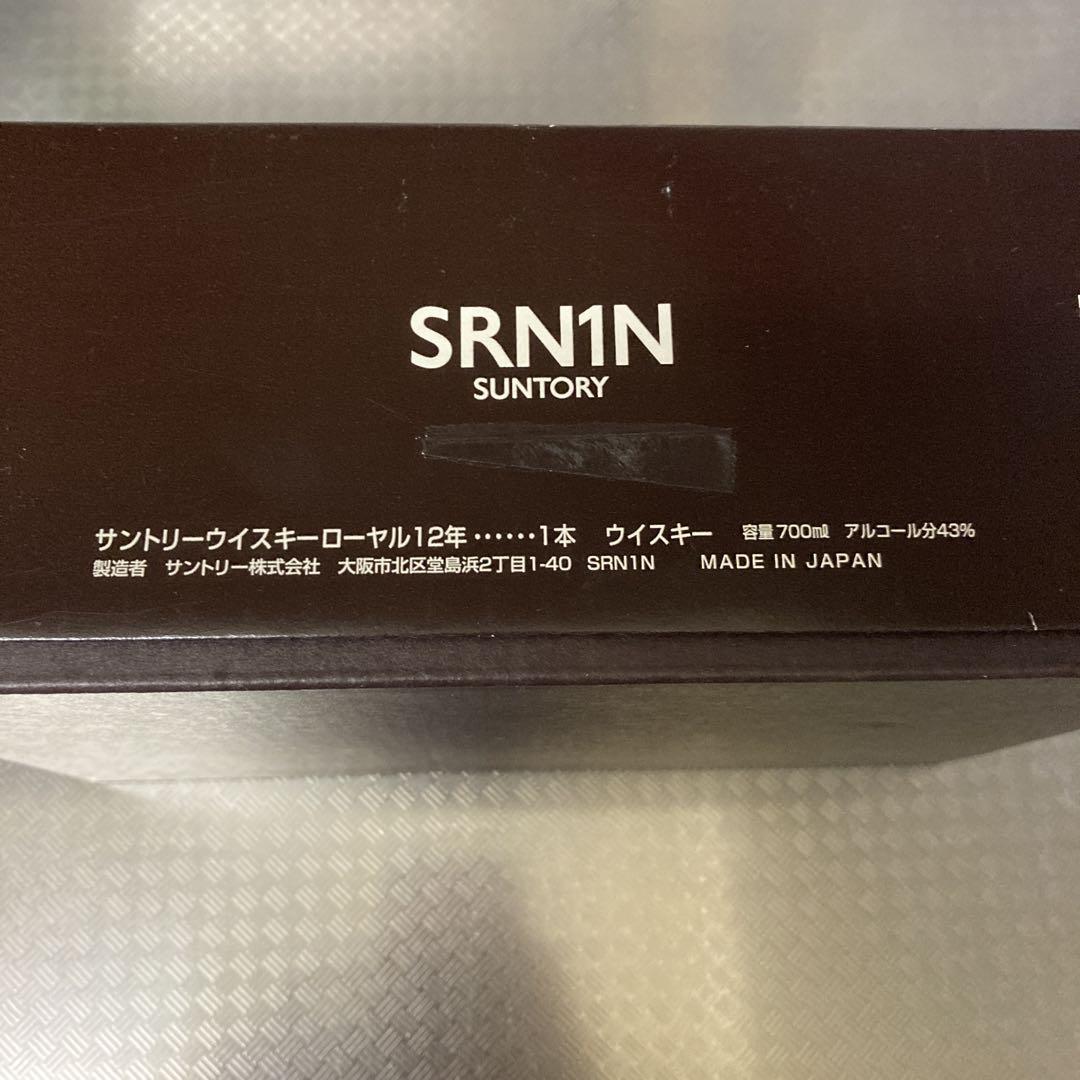 SRN1N
SUNTORY
サントリーウイスキーローヤル12年……1本 ウイスキー 容量700㎖ アルコール分43%
製造者 サントリー株式会社 大阪市北区堂島浜2丁目1-40 SRN1N MADE IN JAPAN